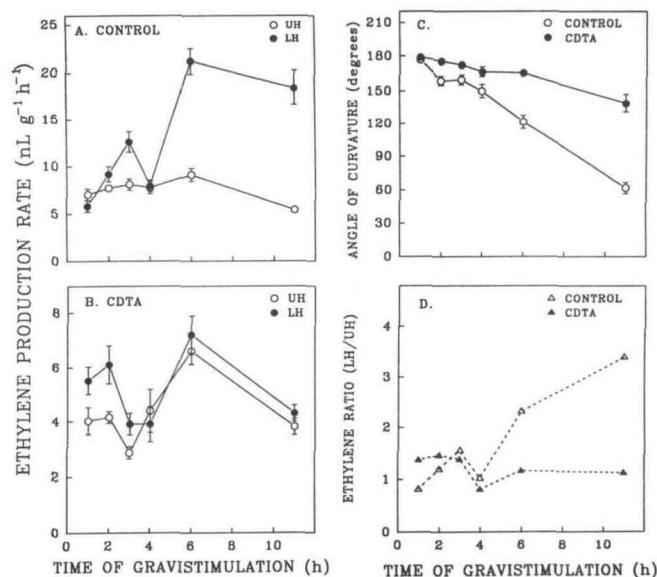 A. CONTROL
UH
LH
25
20
15
10
5
0
ETHYLENE PRODUCTION RATE (nL g⁻¹h⁻¹)
B. CDTA
UH
LH
8
6
4
2
0
0 2 4 6 8 10
TIME OF GRAVISTIMULATION (h)
C.
CONTROL
CDTA
210
180
150
120
90
60
30
0
ANGLE OF CURVATURE (degrees)
D.
CONTROL
CDTA
4
3
2
1
0
ETHYLENE RATIO (LH/UH)
0 2 4 6 8 10
TIME OF GRAVISTIMULATION (h)